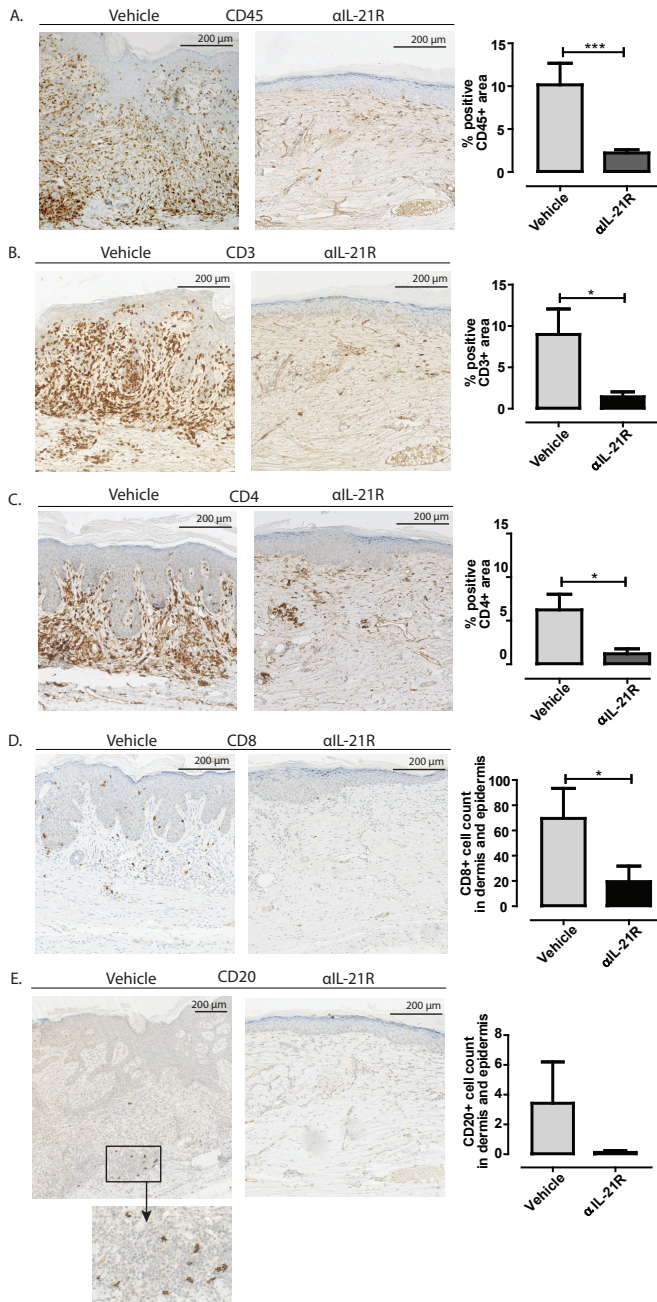 A. Vehicle CD45 αIL-21R
200 µm
200 µm
% positive
CD45+ area
15
10
5
0
***
Vehicle
αIL-21R
B. Vehicle CD3 αIL-21R
200 µm
200 µm
% positive
CD3+ area
15
10
5
0
*
Vehicle
αIL-21R
C. Vehicle CD4 αIL-21R
200 µm
200 µm
% positive
CD4+ area
15
10
5
0
*
Vehicle
αIL-21R
D. Vehicle CD8 αIL-21R
200 µm
200 µm
CD8+ cell count
in dermis and epidermis
100
80
60
40
20
0
*
Vehicle
αIL-21R
E. Vehicle CD20 αIL-21R
200 µm
200 µm
CD20+ cell count
in dermis and epidermis
8
6
4
2
0
Vehicle
αIL-21R